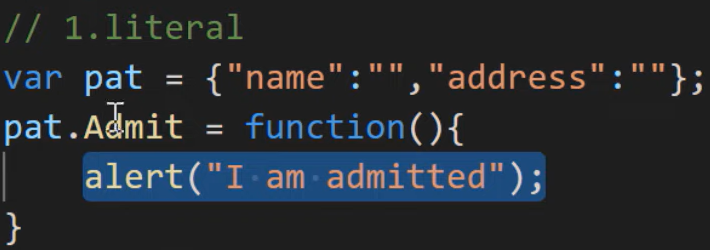 // 1.literal
var pat = {"name":"","address":""};
pat.Admit = function(){
    alert("I am admitted");
}